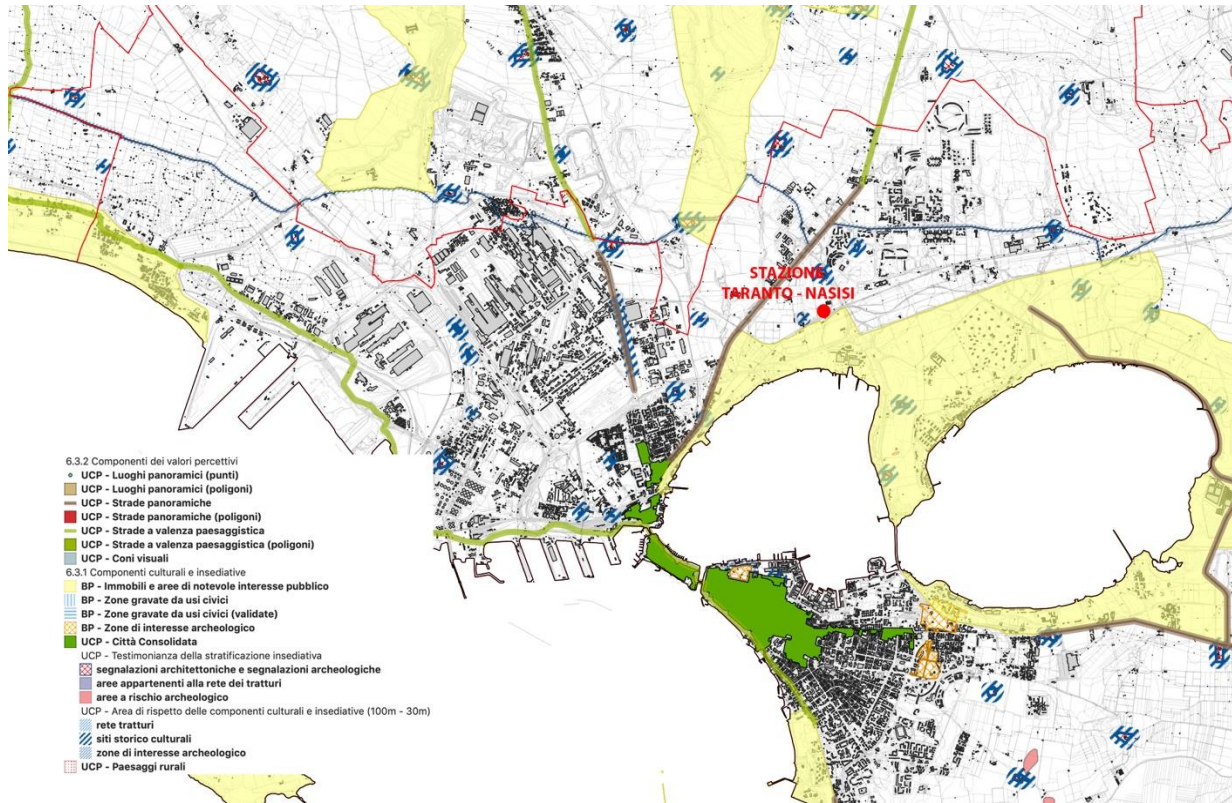 STAZIONE
TARANTO - NASISI
6.3.2 Componenti dei valori percettivi
UCP - Luoghi panoramici (punti)
UCP - Luoghi panoramici (poligoni)
UCP - Strade panoramiche
UCP - Strade panoramiche (poligoni)
UCP - Strade a valenza paesaggistica
UCP - Strade a valenza paesaggistica (poligoni)
UCP - Coni visuali
6.3.1 Componenti culturali e insediative
BP - Immobili e aree di notevole interesse pubblico
BP - Zone gravate da usi civici
BP - Zone gravate da usi civici (validate)
BP - Zone di interesse archeologico
UCP - Città Consolidata
UCP - Testimonianza della stratificazione insediativa
segnalazioni architettoniche e segnalazioni archeologiche
aree appartenenti alla rete dei tratturi
aree a rischio archeologico
UCP - Area di rispetto delle componenti culturali e insediative (100m - 30m)
rete tratturi
siti storico culturali
zone di interesse archeologico
UCP - Paesaggi rurali